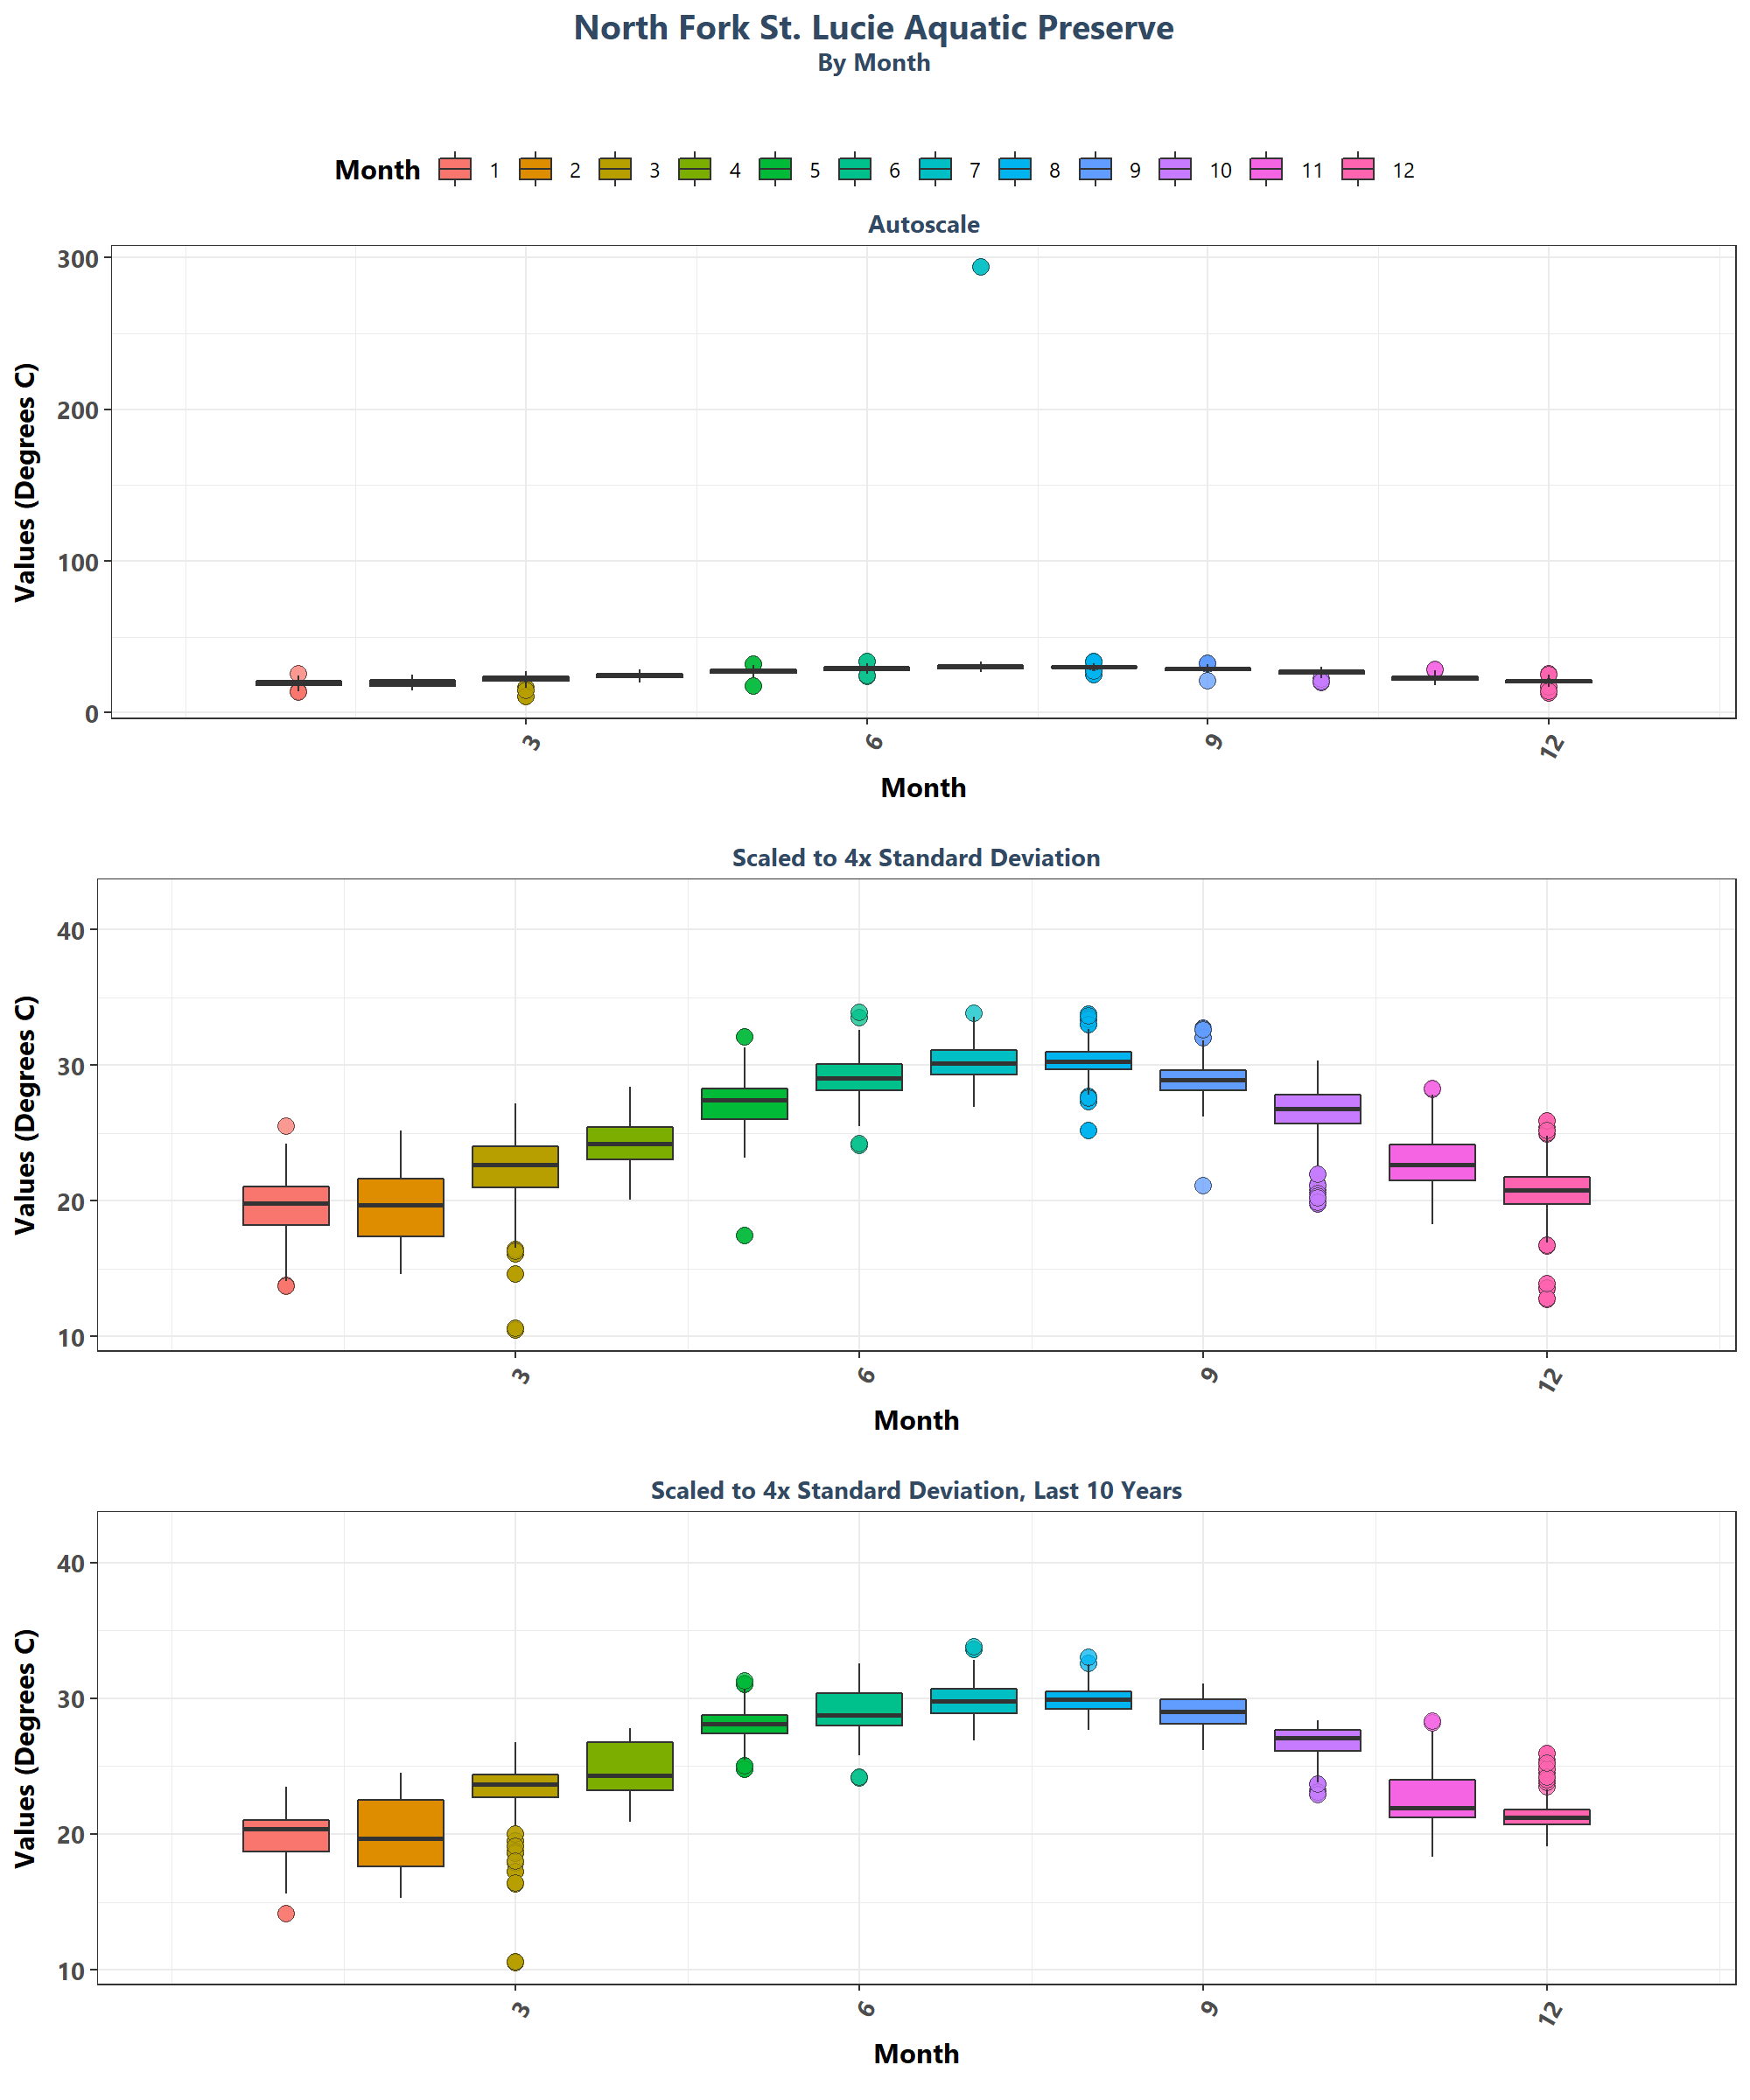 North Fork St. Lucie Aquatic Preserve
By Month
Month 1 2 3 4 5 6 7 8 9 10 11 12
Autoscale
Values (Degrees C)
300
200
100
0
3 6 9 12
Month
Scaled to 4x Standard Deviation
Values (Degrees C)
40
30
20
10
3 6 9 12
Month
Scaled to 4x Standard Deviation, Last 10 Years
Values (Degrees C)
40
30
20
10
3 6 9 12
Month